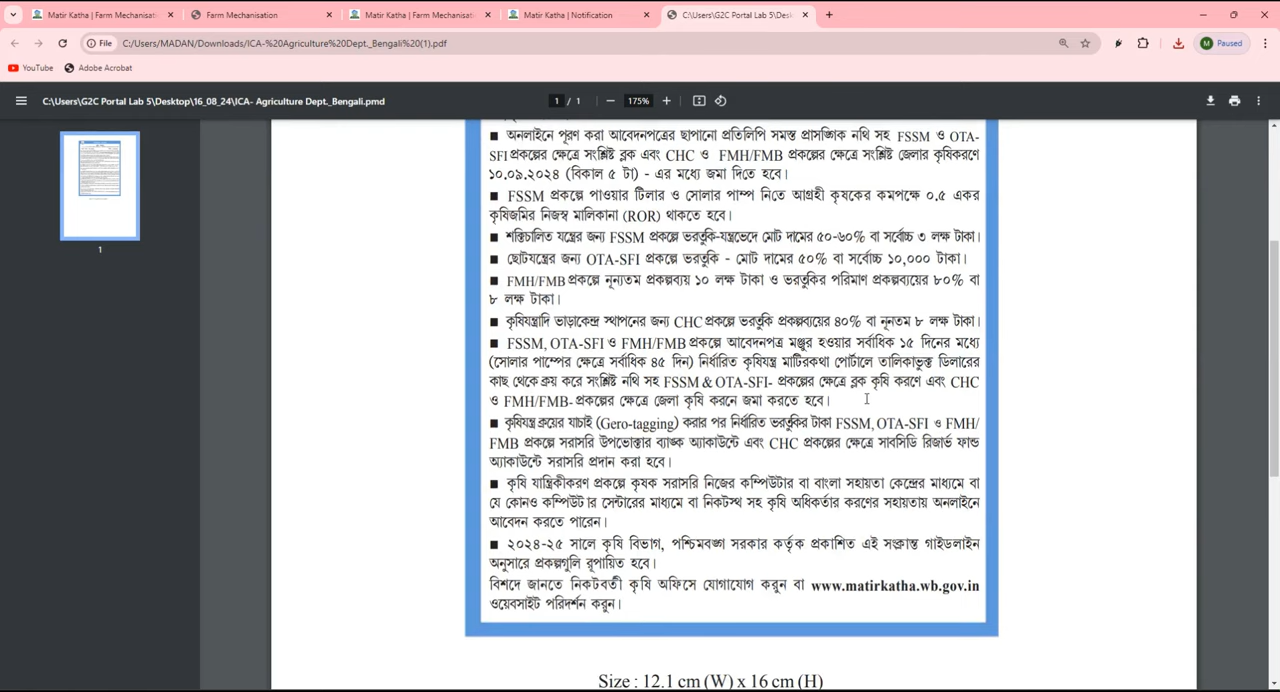 Matir Katha | Farm Mechanisati
Farm Mechanisation
Matir Katha | Farm Mechanisati
Matir Katha | Notification
C:\Users\G2C Portal Lab 5\Desk
File
C:/Users/MADAN/Downloads/ICA-%20Agriculture%20Dept._Bengali%20(1).pdf
M Paused
YouTube
Adobe Acrobat
C:\Users\G2C Portal Lab 5\Desktop\16_08_24\ICA- Agriculture Dept._Bengali.pmd
1 / 1
175%
1
■ অনলাইনে পূরণ করা আবেদনপত্রের ছাপানো প্রতিলিপি সমস্ত প্রাসঙ্গিক নথি সহ FSSM ও OTA-
SFI প্রকল্পের ক্ষেত্রে সংশ্লিষ্ট ব্লক এবং CHC ও FMH/FMB প্রকল্পের ক্ষেত্রে সংশ্লিষ্ট জেলার কৃষিকরণে
১০.০৯.২০২৪ (বিকাল ৫ টা) - এর মধ্যে জমা দিতে হবে।
■ FSSM প্রকল্পে পাওয়ার টিলার ও সোলার পাম্প নিতে আগ্রহী কৃষকের কমপক্ষে ০.৫ একর
কৃষিজমির নিজস্ব মালিকানা (ROR) থাকতে হবে।
■ শক্তিচালিত যন্ত্রের জন্য FSSM প্রকল্পে ভরতুকি-যন্ত্রভেদে মোট দামের ৫০-৬০% বা সর্বোচ্চ ৩ লক্ষ টাকা।
■ ছোটযন্ত্রের জন্য OTA-SFI প্রকল্পে ভরতুকি - মোট দামের ৫০% বা সর্বোচ্চ ১০,০০০ টাকা।
■ FMH/FMB প্রকল্পে নূন্যতম প্রকল্পব্যয় ১০ লক্ষ টাকা ও ভরতুকির পরিমাণ প্রকল্পব্যয়ের ৮০% বা
৮ লক্ষ টাকা।
■ কৃষিযন্ত্রাদি ভাড়াকেন্দ্র স্থাপনের জন্য CHC প্রকল্পে ভরতুকি প্রকল্পব্যয়ের ৪০% বা নূনতম ৮ লক্ষ টাকা।
■ FSSM, OTA-SFI ও FMH/FMB প্রকল্পে আবেদনপত্র মঞ্জুর হওয়ার সর্বাধিক ১৫ দিনের মধ্যে
(সোলার পাম্পের ক্ষেত্রে সর্বাধিক ৪৫ দিন) নির্ধারিত কৃষিযন্ত্র মাটিরকথা পোর্টালে তালিকাভুক্ত ডিলারের
কাছ থেকে ক্রয় করে সংশ্লিষ্ট নথি সহ FSSM & OTA-SFI- প্রকল্পের ক্ষেত্রে ব্লক কৃষি করণে এবং CHC
ও FMH/FMB- প্রকল্পের ক্ষেত্রে জেলা কৃষি করনে জমা করতে হবে।
■ কৃষিযন্ত্র ক্রয়ের যাচাই (Gero-tagging) করার পর নির্ধারিত ভরতুকির টাকা FSSM, OTA-SFI ও FMH/
FMB প্রকল্পে সরাসরি উপভোক্তার ব্যাঙ্ক অ্যাকাউন্টে এবং CHC প্রকল্পের ক্ষেত্রে সাবসিডি রিজার্ভ ফান্ড
অ্যাকাউন্টে সরাসরি প্রদান করা হবে।
■ কৃষি যান্ত্রিকীকরণ প্রকল্পে কৃষক সরাসরি নিজের কম্পিউটার বা বাংলা সহায়তা কেন্দ্রের মাধ্যমে বা
যে কোনও কম্পিউটার সেন্টারের মাধ্যমে বা নিকটস্থ সহ কৃষি অধিকর্তার করণের সহায়তায় অনলাইনে
আবেদন করতে পারেন।
■ ২০২৪-২৫ সালে কৃষি বিভাগ, পশ্চিমবঙ্গ সরকার কর্তৃক প্রকাশিত এই সংক্রান্ত গাইডলাইন
অনুসারে প্রকল্পগুলি রূপায়িত হবে।
বিশদে জানতে নিকটবর্তী কৃষি অফিসে যোগাযোগ করুন বা www.matirkatha.wb.gov.in
ওয়েবসাইট পরিদর্শন করুন।
Size : 12.1 cm (W) x 16 cm (H)